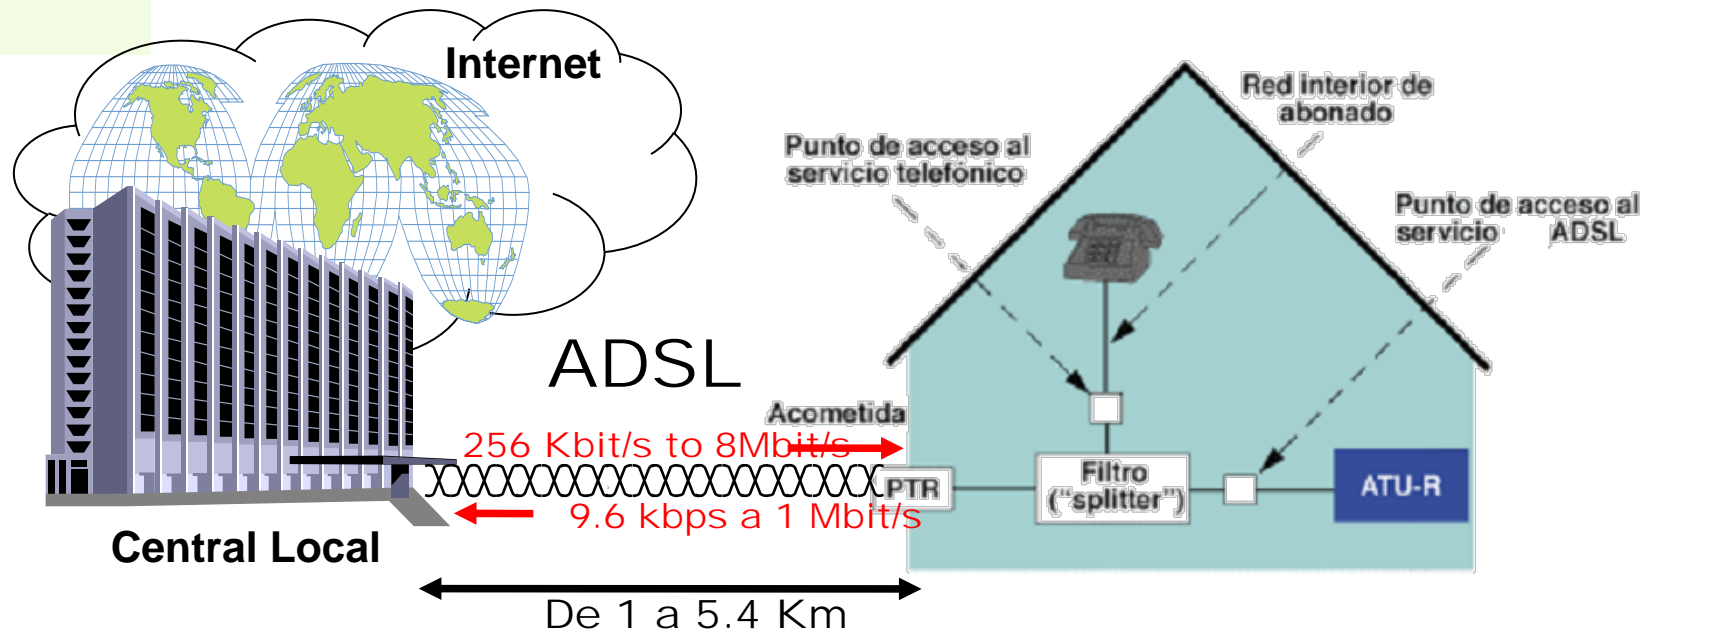 Internet
Red interior de
abonado
Punto de acceso al
servicio telefónico
Punto de acceso al
servicio ADSL
ADSL
Acometida
256 Kbit/s to 8Mbit/s
PTR
Filtro
("splitter")
ATU-R
9.6 kbps a 1 Mbit/s
Central Local
De 1 a 5.4 Km